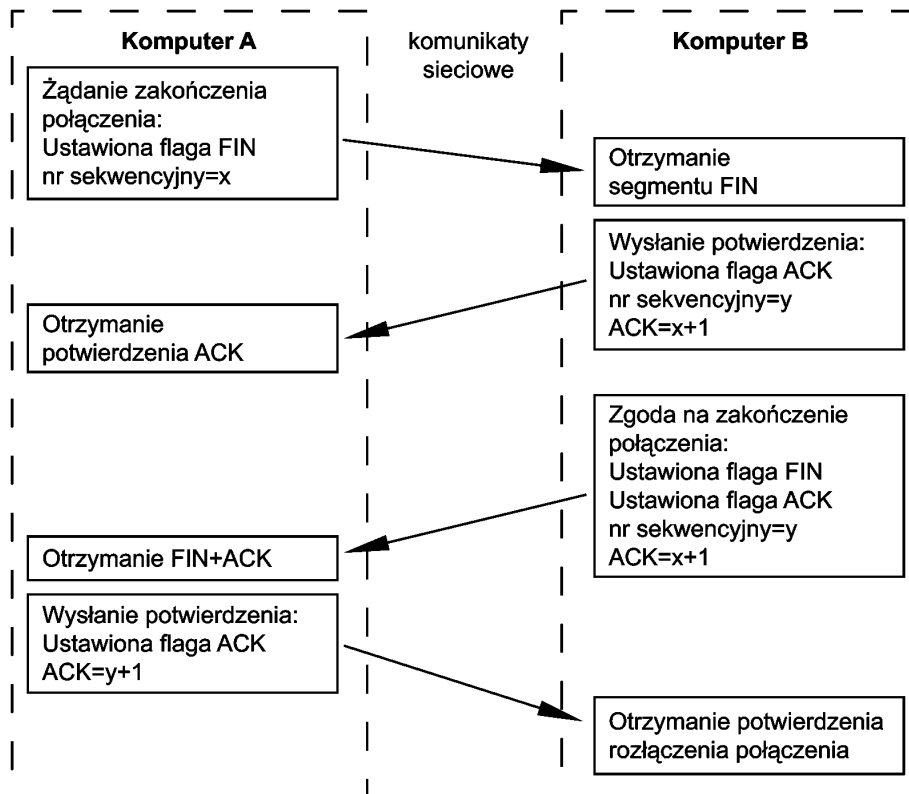 Komputer A
komunikaty
sieciowe
Komputer B
Żądanie zakończenia
połączenia:
Ustawiona flaga FIN
nr sekwencyjny=x
Otrzymanie
segmentu FIN
Wysłanie potwierdzenia:
Ustawiona flaga ACK
nr sekvencyjny=y
ACK=x+1
Otrzymanie
potwierdzenia ACK
Zgoda na zakończenie
połączenia:
Ustawiona flaga FIN
Ustawiona flaga ACK
nr sekwencyjny=y
ACK=x+1
Otrzymanie FIN+ACK
Wysłanie potwierdzenia:
Ustawiona flaga ACK
ACK=y+1
Otrzymanie potwierdzenia
rozłączenia połączenia